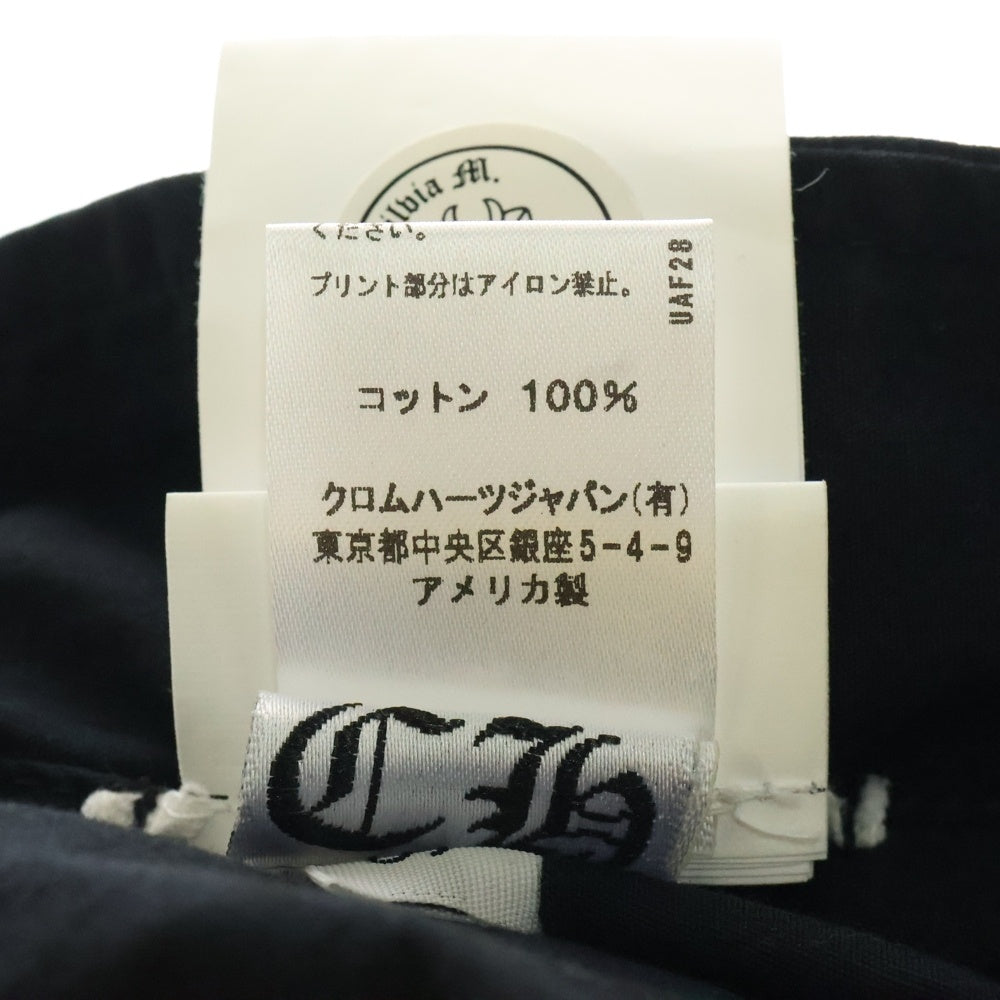 ilvia M.
ください。
プリント部分はアイロン禁止。
UAF28
コットン 100%
クロムハーツジャパン(有)
東京都中央区銀座5-4-9
アメリカ製
CH